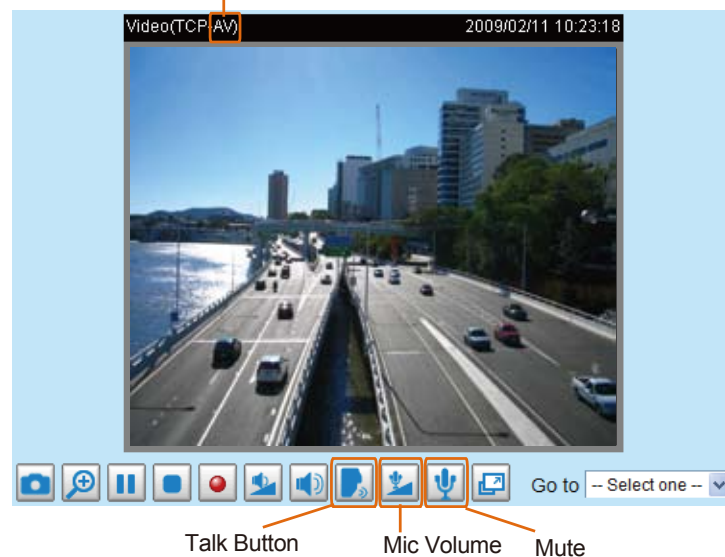 Video(TCP-AV) 2009/02/11 10:23:18
Go to -- Select one --
Talk Button Mic Volume Mute